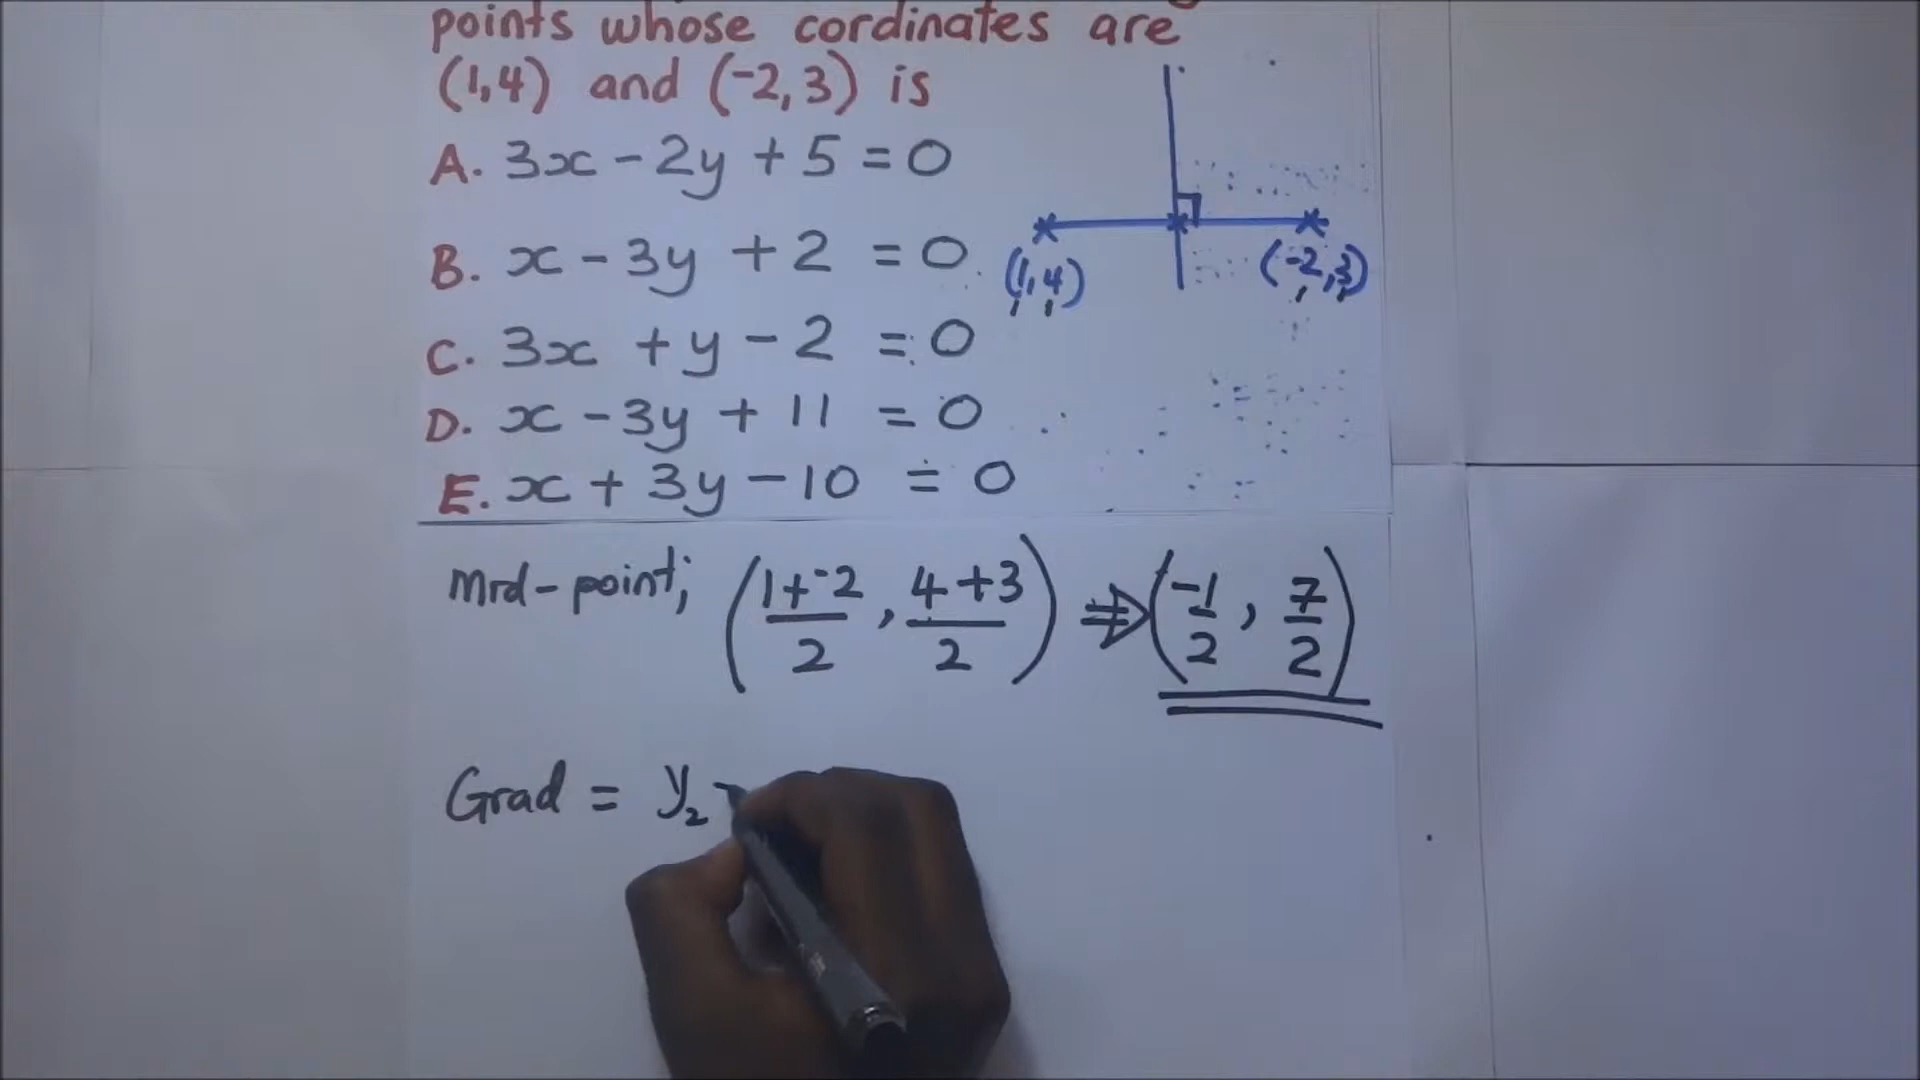 points whose cordinates are
(1,4) and (-2,3) is
A. 3x - 2y + 5 = 0
B. x - 3y + 2 = 0
C. 3x + y - 2 = 0
D. x - 3y + 11 = 0
E. x + 3y - 10 = 0
(1,4) (-2,3)
Mid-point; (1+-2/2, 4+3/2) ⇒ (-1/2, 7/2)
Grad = y₂ -